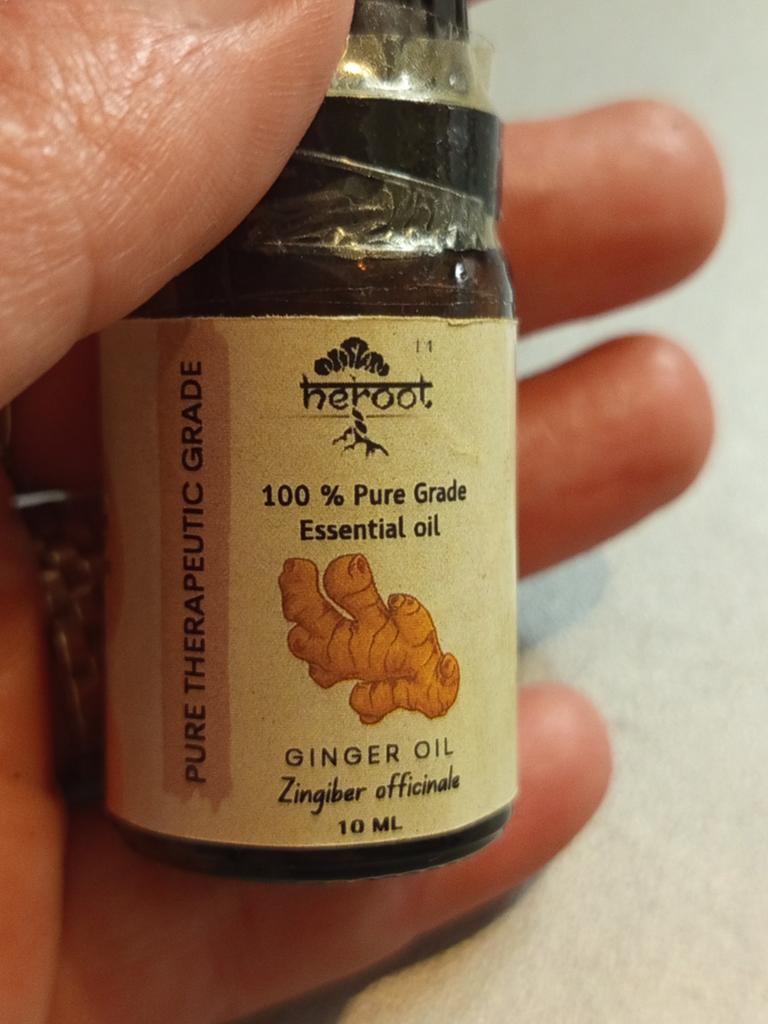 heroot
100 % Pure Grade
Essential oil
GINGER OIL
Zingiber officinale
10 ML
PURE THERAPEUTIC GRADE